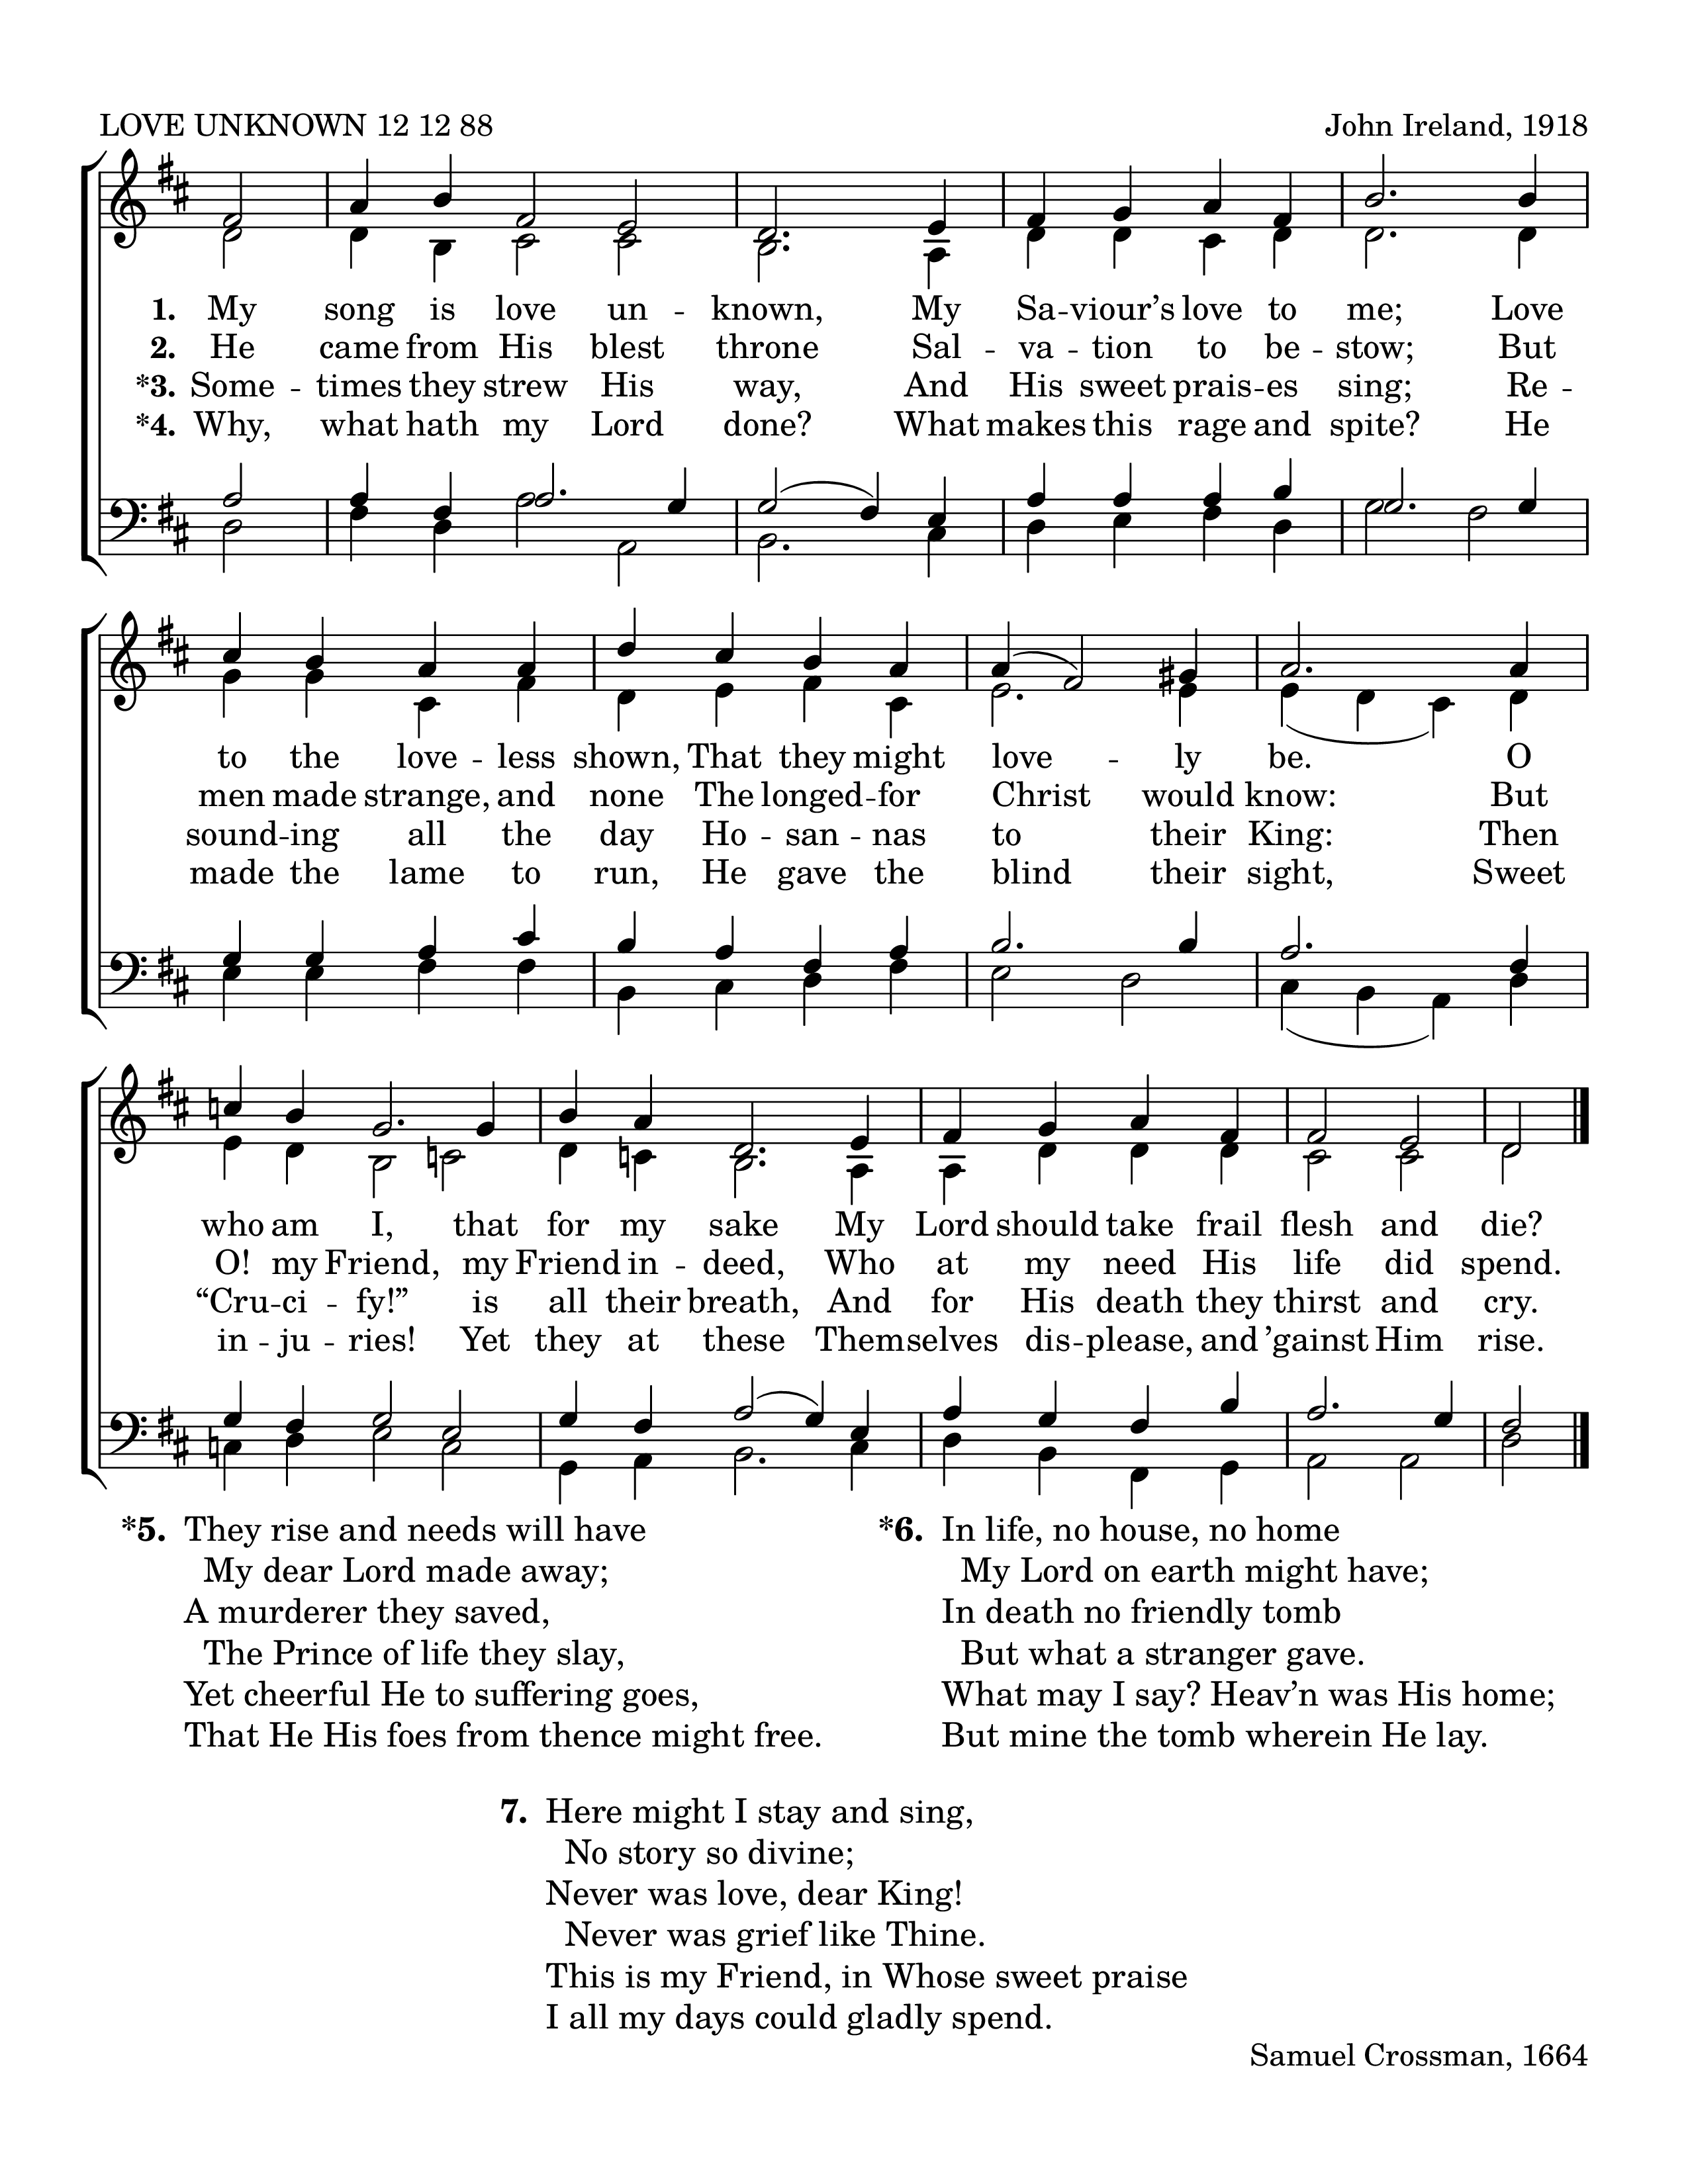 LOVE UNKNOWN 12 12 88
John Ireland, 1918
1. My song is love un -- known, My Sa -- viour’s love to me; Love
2. He came from His blest throne Sal -- va -- tion to be -- stow; But
*3. Some -- times they strew His way, And His sweet prais -- es sing; Re --
*4. Why, what hath my Lord done? What makes this rage and spite? He
to the love -- less shown, That they might love -- ly be. O
men made strange, and none The longed -- for Christ would know: But
sound -- ing all the day Ho -- san -- nas to their King: Then
made the lame to run, He gave the blind their sight, Sweet
who am I, that for my sake My Lord should take frail flesh and die?
O! my Friend, my Friend in -- deed, Who at my need His life did spend.
“Cru -- ci -- fy!” is all their breath, And for His death they thirst and cry.
in -- ju -- ries! Yet they at these Themselves dis -- please, and ’gainst Him rise.
*5. They rise and needs will have
My dear Lord made away;
A murderer they saved,
The Prince of life they slay,
Yet cheerful He to suffering goes,
That He His foes from thence might free.
*6. In life, no house, no home
My Lord on earth might have;
In death no friendly tomb
But what a stranger gave.
What may I say? Heav’n was His home;
But mine the tomb wherein He lay.
7. Here might I stay and sing,
No story so divine;
Never was love, dear King!
Never was grief like Thine.
This is my Friend, in Whose sweet praise
I all my days could gladly spend.
Samuel Crossman, 1664